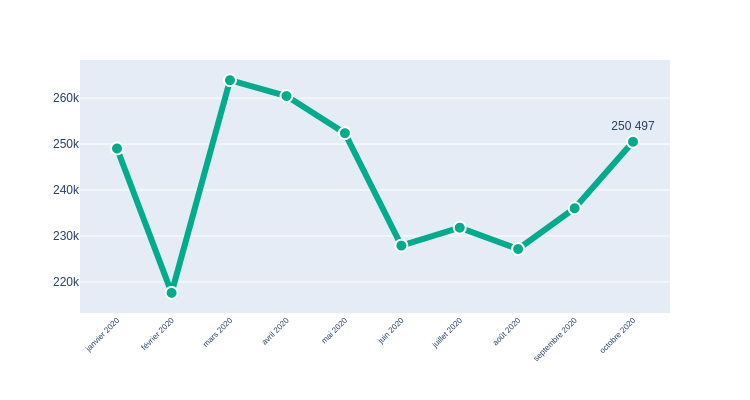 260k
250k
240k
230k
220k
250 497
janvier 2020
février 2020
mars 2020
avril 2020
mai 2020
juin 2020
juillet 2020
août 2020
septembre 2020
octobre 2020